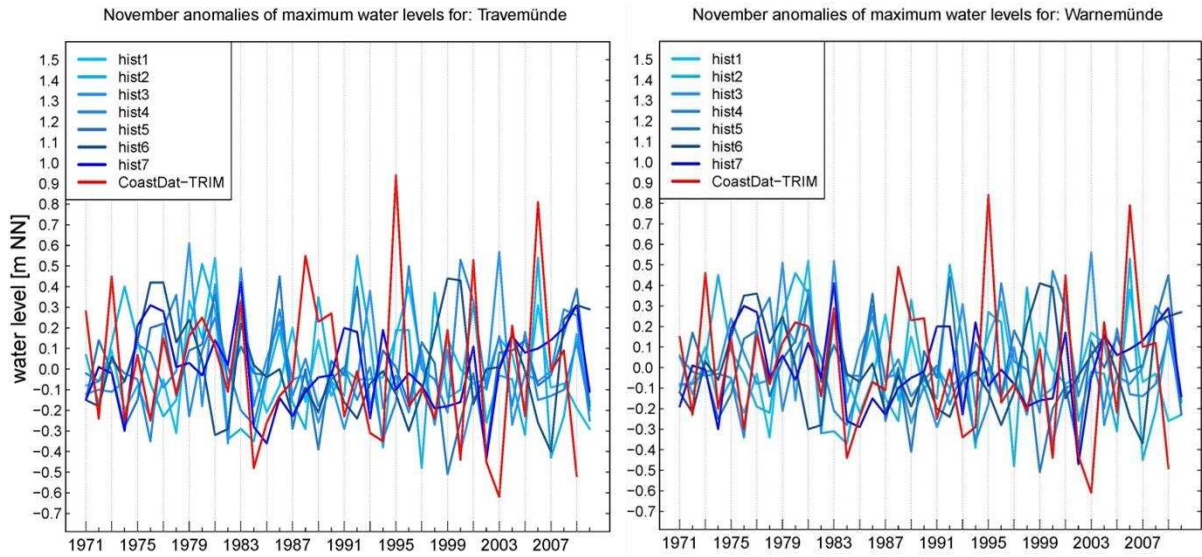 November anomalies of maximum water levels for: Travemünde
water level [m NN]
1.5
1.4
1.3
1.2
1.1
1.0
0.9
0.8
0.7
0.6
0.5
0.4
0.3
0.2
0.1
0.0
−0.1
−0.2
−0.3
−0.4
−0.5
−0.6
−0.7
hist1
hist2
hist3
hist4
hist5
hist6
hist7
CoastDat−TRIM
1971 1975 1979 1983 1987 1991 1995 1999 2003 2007
November anomalies of maximum water levels for: Warnemünde
1.5
1.4
1.3
1.2
1.1
1.0
0.9
0.8
0.7
0.6
0.5
0.4
0.3
0.2
0.1
0.0
−0.1
−0.2
−0.3
−0.4
−0.5
−0.6
−0.7
hist1
hist2
hist3
hist4
hist5
hist6
hist7
CoastDat−TRIM
1971 1975 1979 1983 1987 1991 1995 1999 2003 2007